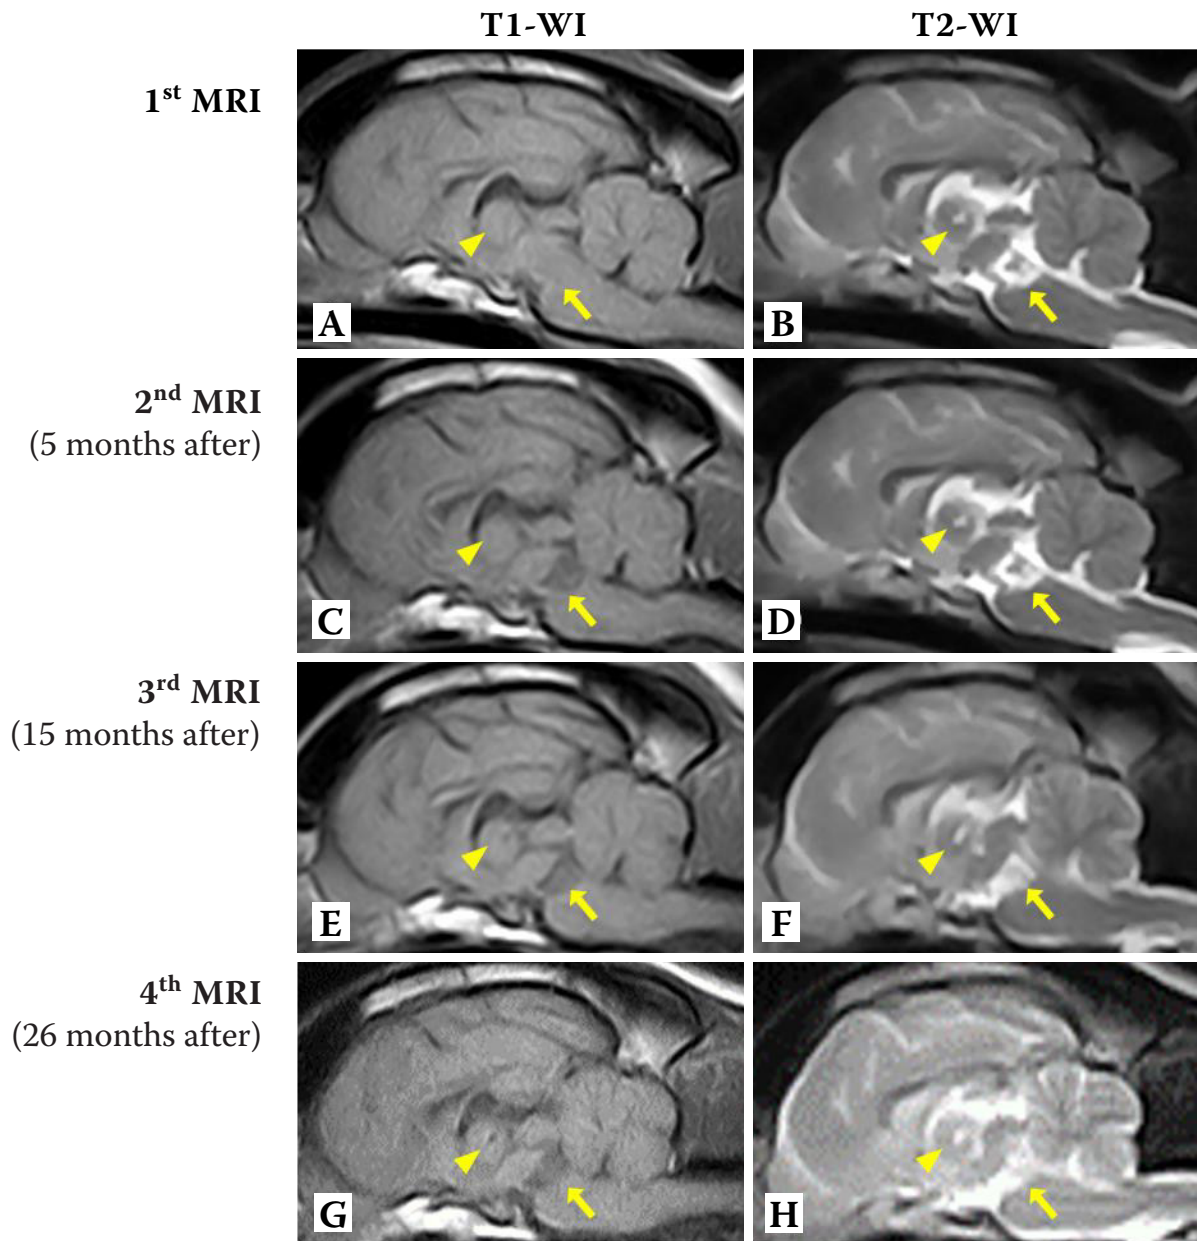 T1-WI T2-WI
1st MRI
A B
2nd MRI
(5 months after)
C D
3rd MRI
(15 months after)
E F
4th MRI
(26 months after)
G H